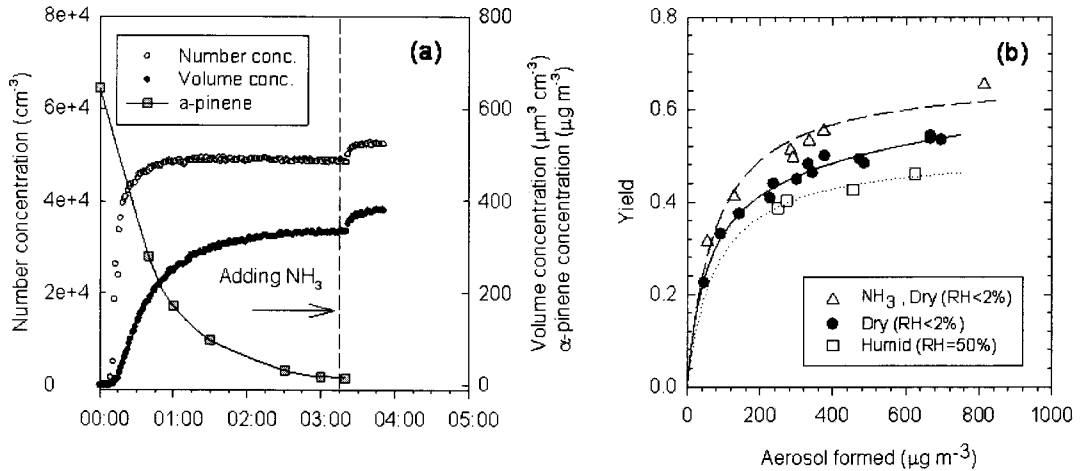 (a)
Number conc.
Volume conc.
a-pinene
Adding NH3
8e+4
6e+4
4e+4
2e+4
0
Number concentration (cm-3)
800
600
400
200
0
Volume concentration (μm3 cm-3)
α-pinene concentration (μg m-3)
00:00 01:00 02:00 03:00 04:00 05:00
(b)
0.8
0.6
0.4
0.2
0.0
Yield
NH3 , Dry (RH<2%)
Dry (RH<2%)
Humid (RH=50%)
0 200 400 600 800 1000
Aerosol formed (μg m-3)